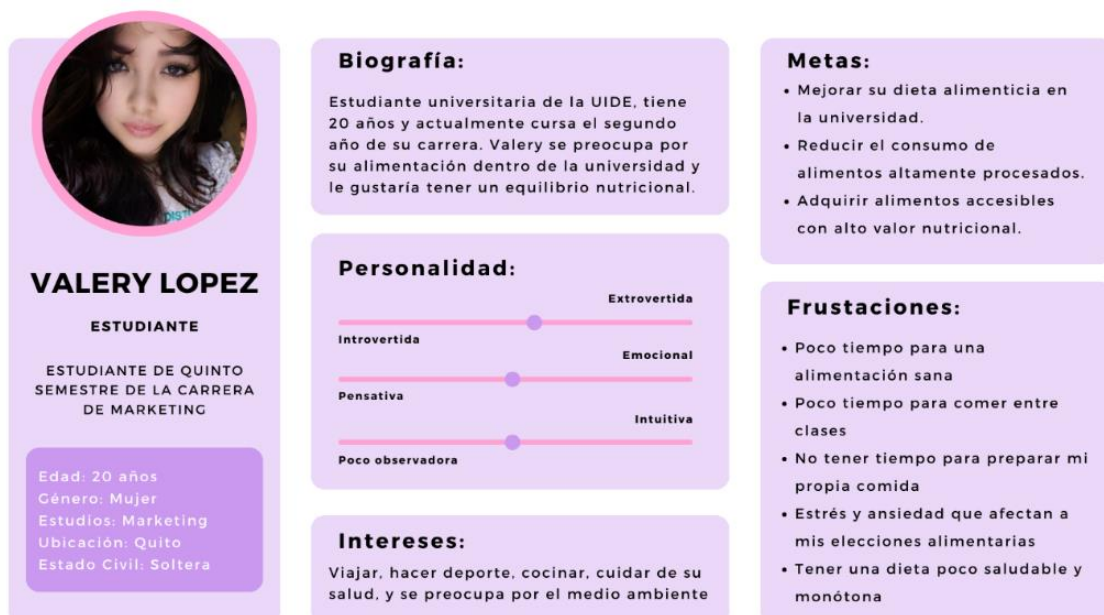 VALERY LOPEZ
ESTUDIANTE
ESTUDIANTE DE QUINTO
SEMESTRE DE LA CARRERA
DE MARKETING
Edad: 20 años
Género: Mujer
Estudios: Marketing
Ubicación: Quito
Estado Civil: Soltera
Biografía:
Estudiante universitaria de la UIDE, tiene
20 años y actualmente cursa el segundo
año de su carrera. Valery se preocupa por
su alimentación dentro de la universidad y
le gustaría tener un equilibrio nutricional.
Personalidad:
Extrovertida
Introvertida
Emocional
Pensativa
Intuitiva
Poco observadora
Intereses:
Viajar, hacer deporte, cocinar, cuidar de su
salud, y se preocupa por el medio ambiente
Metas:
• Mejorar su dieta alimenticia en
la universidad.
• Reducir el consumo de
alimentos altamente procesados.
• Adquirir alimentos accesibles
con alto valor nutricional.
Frustaciones:
• Poco tiempo para una
alimentación sana
• Poco tiempo para comer entre
clases
• No tener tiempo para preparar mi
propia comida
• Estrés y ansiedad que afectan a
mis elecciones alimentarias
• Tener una dieta poco saludable y
monótona